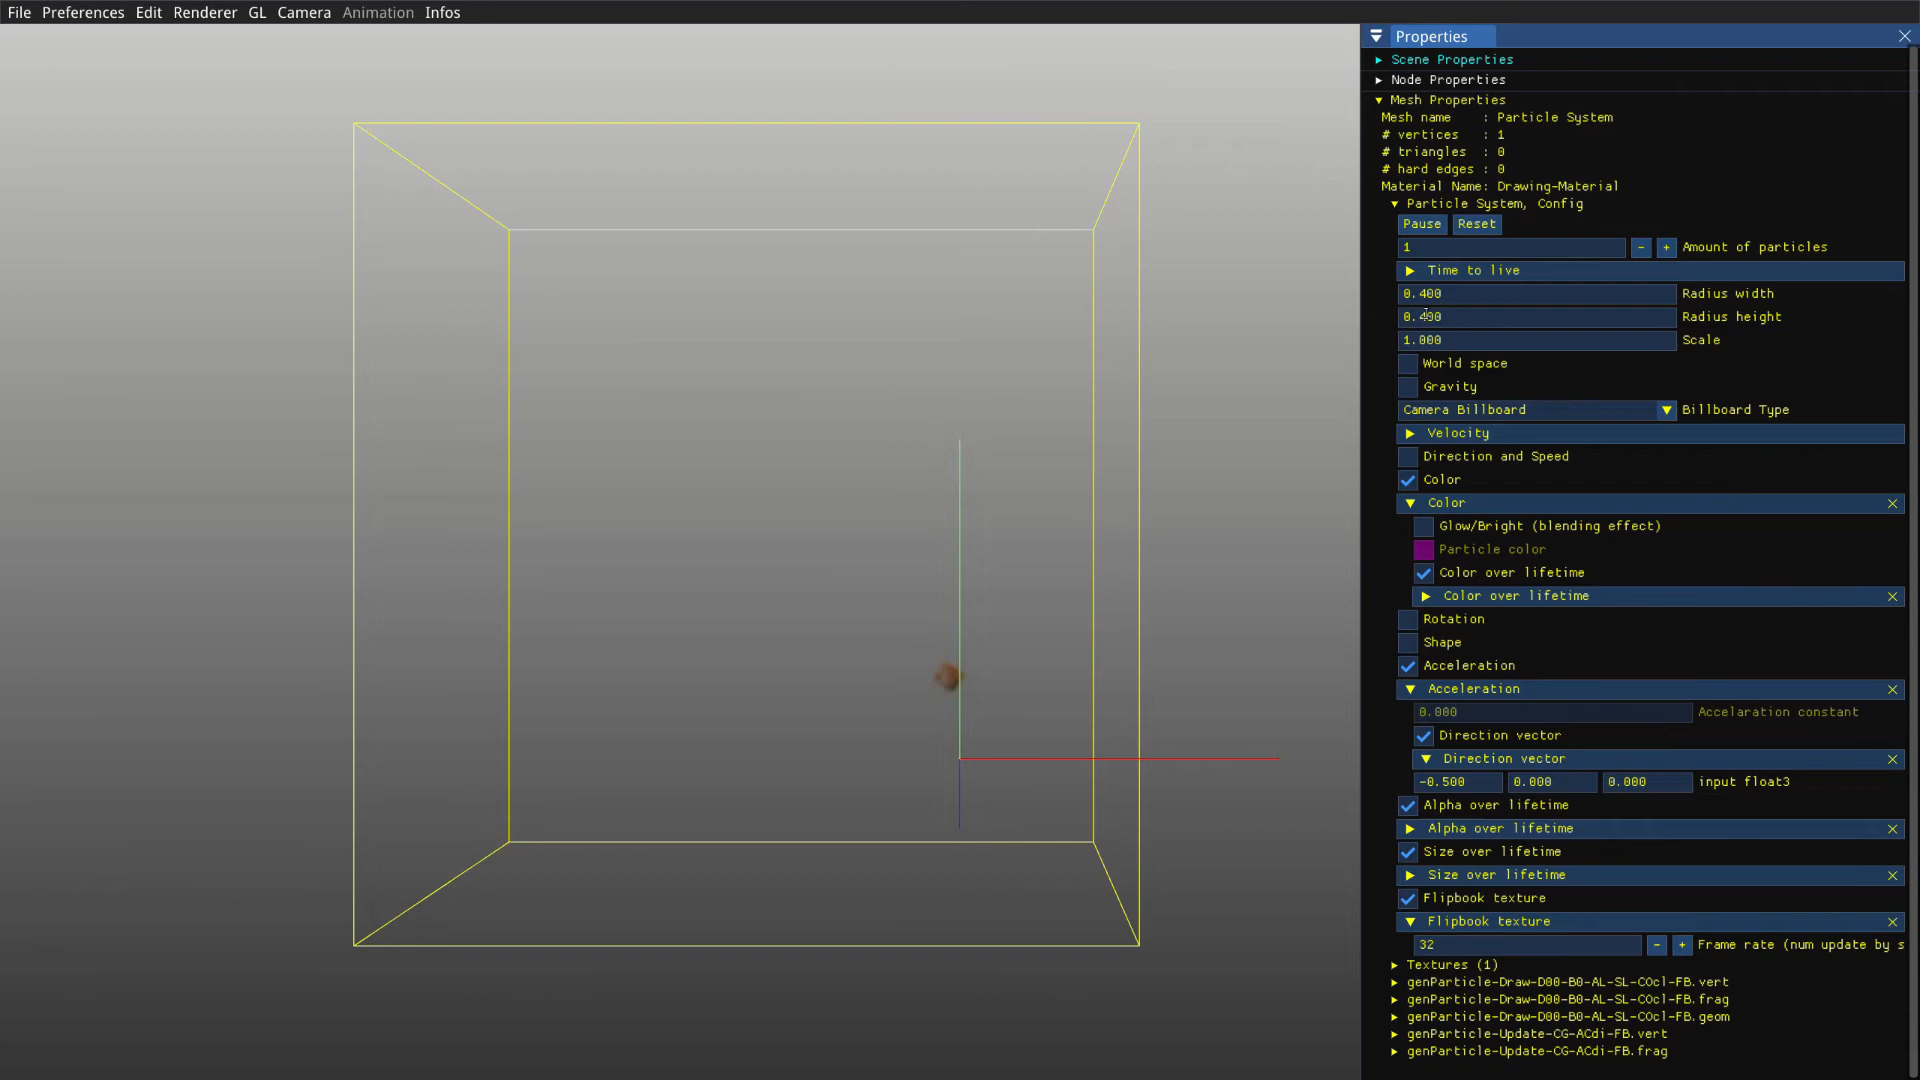 File Preferences Edit Renderer GL Camera Animation Infos
Properties
Scene Properties
Node Properties
Mesh Properties
Mesh name : Particle System
# vertices : 1
# triangles : 0
# hard edges : 0
Material Name: Drawing-Material
Particle System, Config
Pause Reset
1 - + Amount of particles
Time to live
0.400 Radius width
0.400 Radius height
1.000 Scale
World space
Gravity
Camera Billboard Billboard Type
Velocity
Direction and Speed
Color
Color
Glow/Bright (blending effect)
Particle color
Color over lifetime
Color over lifetime
Rotation
Shape
Acceleration
Acceleration
0.000 Accelaration constant
Direction vector
Direction vector
-0.500 0.000 0.000 input float3
Alpha over lifetime
Alpha over lifetime
Size over lifetime
Size over lifetime
Flipbook texture
Flipbook texture
32 - + Frame rate (num update by s
Textures (1)
genParticle-Draw-D00-B0-AL-SL-COcl-FB.vert
genParticle-Draw-D00-B0-AL-SL-COcl-FB.frag
genParticle-Draw-D00-B0-AL-SL-COcl-FB.geom
genParticle-Update-CG-ACdi-FB.vert
genParticle-Update-CG-ACdi-FB.frag